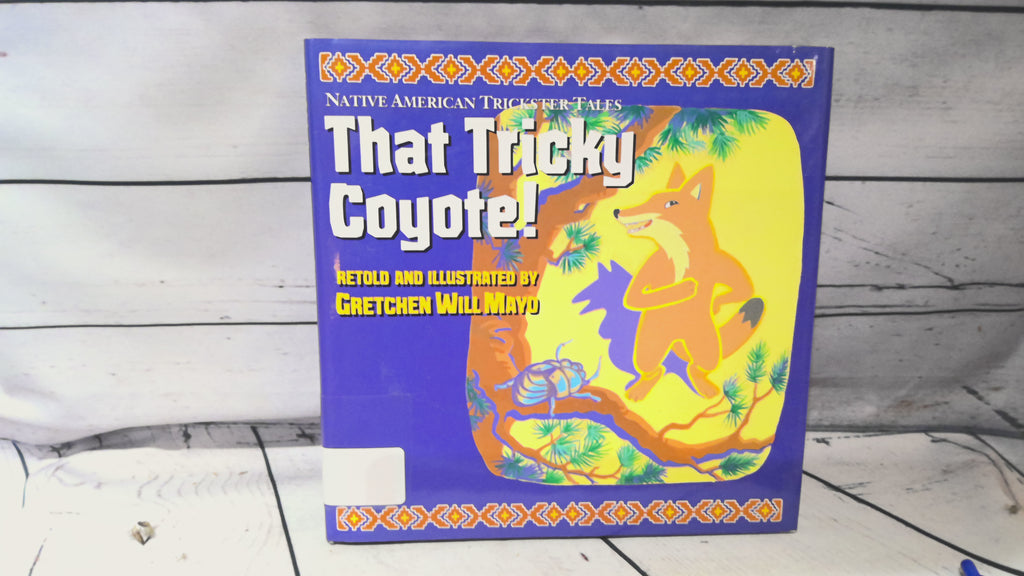 NATIVE AMERICAN TRICKSTER TALES
That Tricky
Coyote!
RETOLD AND ILLUSTRATED BY
GRETCHEN WILL MAYO